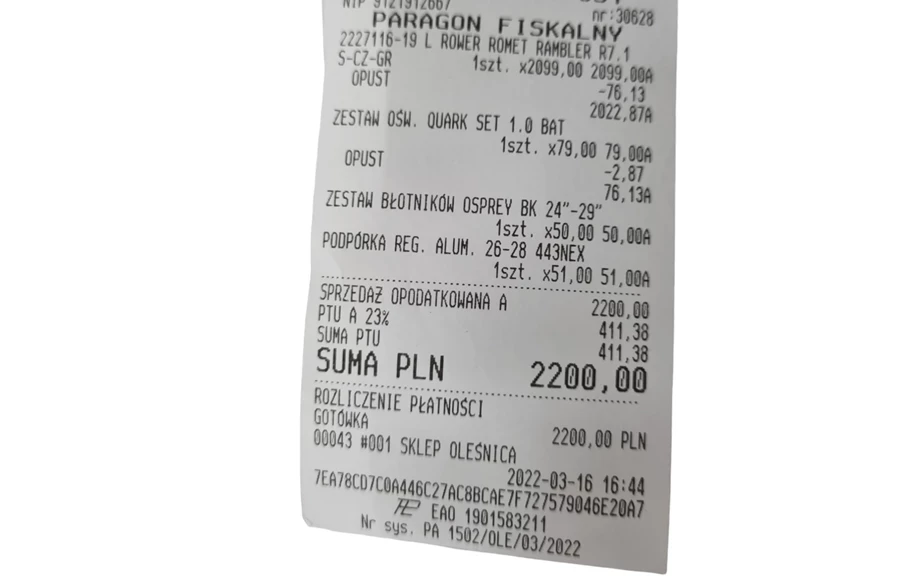 NIP 9121912667
nr:30628
PARAGON FISKALNY
2227116-19 L ROWER ROMET RAMBLER R7.1
S-CZ-GR 1szt. x2099,00 2099,00A
OPUST -76,13
2022,87A
ZESTAW OŚW. QUARK SET 1.0 BAT
1szt. x79,00 79,00A
OPUST -2,87
76,13A
ZESTAW BŁOTNIKÓW OSPREY BK 24"-29"
1szt. x50,00 50,00A
PODPÓRKA REG. ALUM. 26-28 443NEX
1szt. x51,00 51,00A
SPRZEDAŻ OPODATKOWANA A 2200,00
PTU A 23% 411,38
SUMA PTU 411,38
SUMA PLN 2200,00
ROZLICZENIE PŁATNOŚCI
GOTÓWKA 2200,00 PLN
00043 #001 SKLEP OLEŚNICA
2022-03-16 16:44
7EA78CD7C0A446C27AC8BCAE7F727579046E20A7
EAO 1901583211
Nr sys. PA 1502/OLE/03/2022